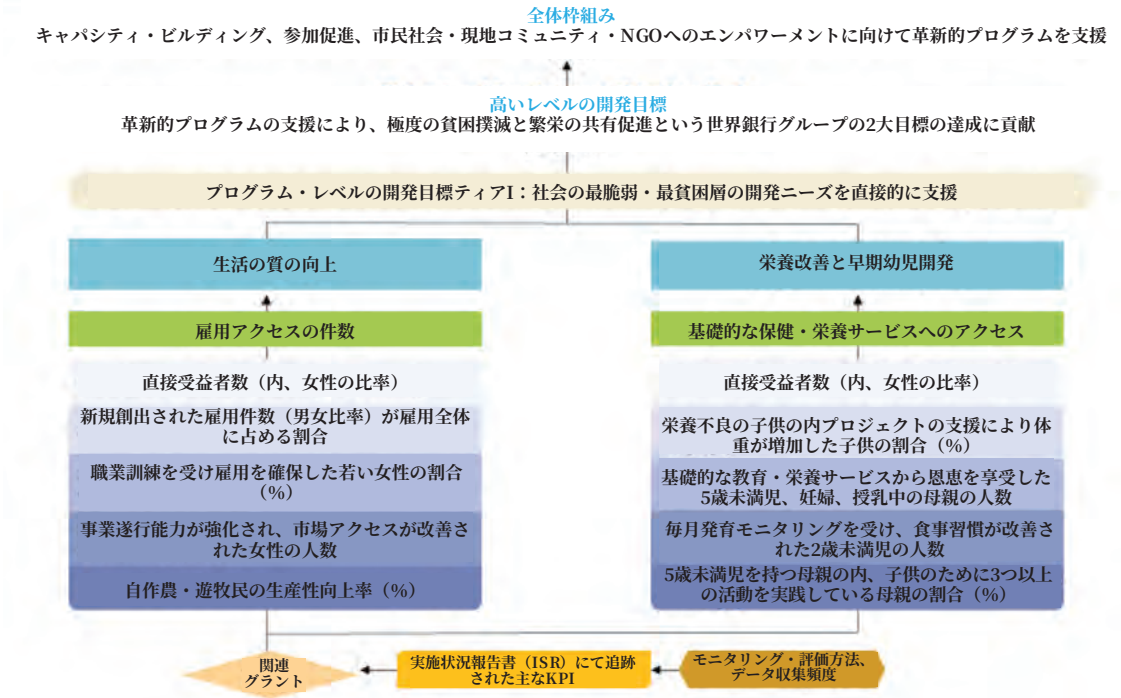 全体枠組み
キャパシティ・ビルディング、参加促進、市民社会・現地コミュニティ・NGOへのエンパワーメントに向けて革新的プログラムを支援
高いレベルの開発目標
革新的プログラムの支援により、極度の貧困撲滅と繁栄の共有促進という世界銀行グループの2大目標の達成に貢献
プログラム・レベルの開発目標ティアI：社会の最脆弱・最貧困層の開発ニーズを直接的に支援
生活の質の向上
雇用アクセスの件数
直接受益者数（内、女性の比率）
新規創出された雇用件数（男女比率）が雇用全体
に占める割合
職業訓練を受け雇用を確保した若い女性の割合
（%）
事業遂行能力が強化され、市場アクセスが改善さ
れた女性の人数
自作農・遊牧民の生産性向上率（%）
栄養改善と早期幼児開発
基礎的な保健・栄養サービスへのアクセス
直接受益者数（内、女性の比率）
栄養不良の子供の内プロジェクトの支援により体
重が増加した子供の割合（%）
基礎的な教育・栄養サービスから恩恵を享受した
5歳未満児、妊婦、授乳中の母親の人数
毎月発育モニタリングを受け、食事習慣が改善さ
れた2歳未満児の人数
5歳未満児を持つ母親の内、子供のために3つ以上
の活動を実践している母親の割合（%）
関連
グラント
実施状況報告書（ISR）にて追跡
された主なKPI
モニタリング・評価方法、
データ収集頻度